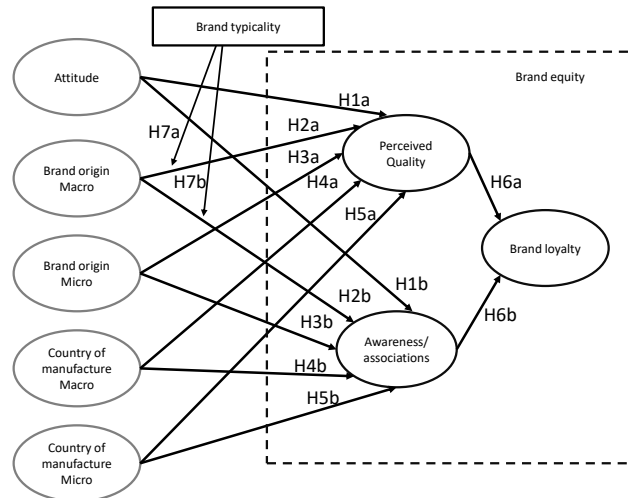 Brand typicality
Brand equity
Attitude
H1a
H2a
H7a
H3a
Perceived
Quality
Brand origin
Macro
H7b
H4a
H6a
H5a
Brand loyalty
Brand origin
Micro
H1b
H2b
H3b
H6b
Awareness/
associations
Country of
manufacture
Macro
H4b
H5b
Country of
manufacture
Micro